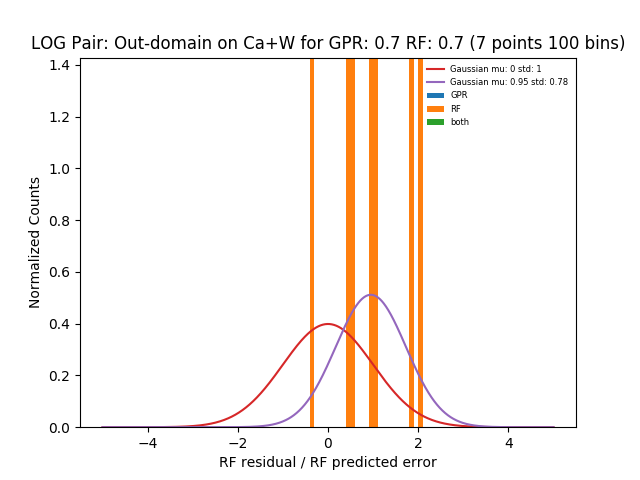 LOG Pair: Out-domain on Ca+W for GPR: 0.7 RF: 0.7 (7 points 100 bins)
Gaussian mu: 0 std: 1
Gaussian mu: 0.95 std: 0.78
GPR
RF
both
Normalized Counts
1.4
1.2
1.0
0.8
0.6
0.4
0.2
0.0
−4 −2 0 2 4
RF residual / RF predicted error